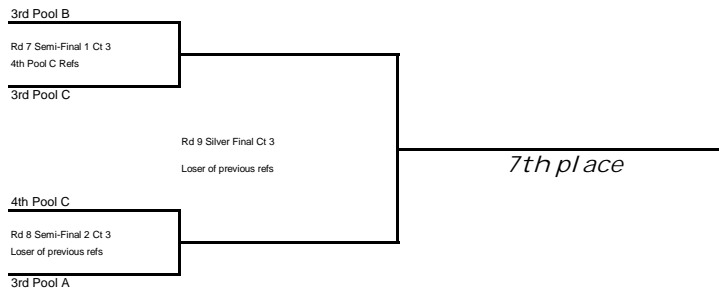 3rd Pool B
Rd 7 Semi-Final 1 Ct 3
4th Pool C Refs
3rd Pool C
Rd 9 Silver Final Ct 3
Loser of previous refs
7th place
4th Pool C
Rd 8 Semi-Final 2 Ct 3
Loser of previous refs
3rd Pool A